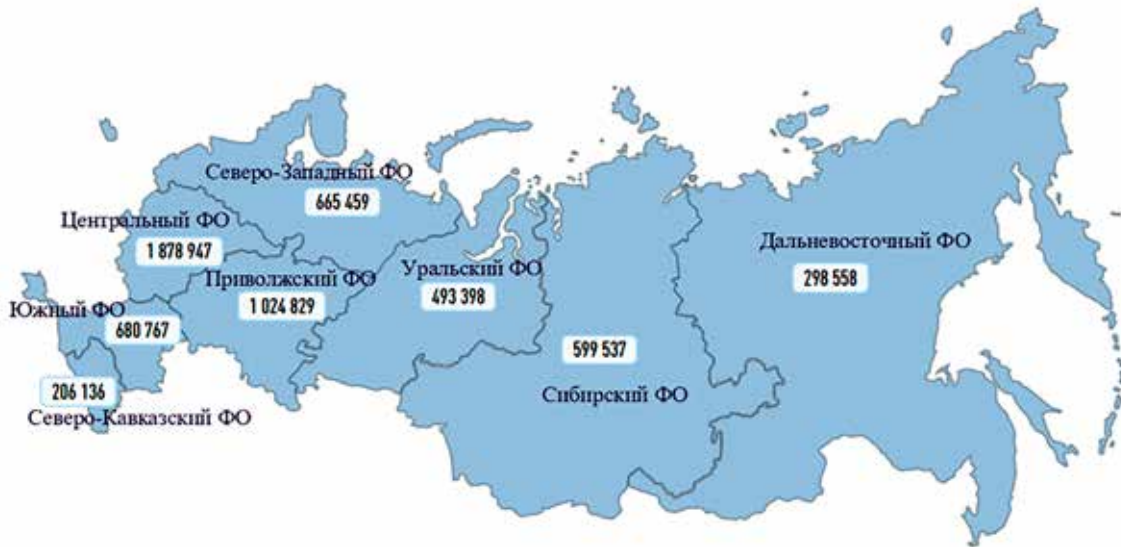 Северо-Западный ФО
665 459
Центральный ФО
1 878 947
Приволжский ФО
1 024 829
Уральский ФО
493 398
Дальневосточный ФО
298 558
Южный ФО
680 767
599 537
Сибирский ФО
206 136
Северо-Кавказский ФО